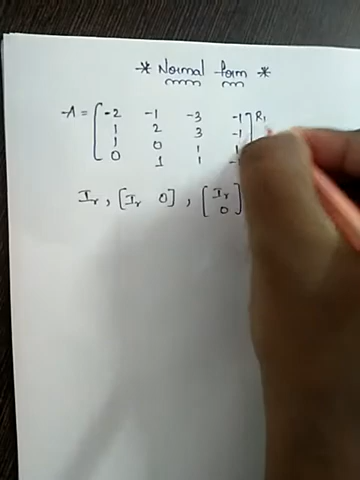 * Normal form *
A = [ -2 -1 -3 -1 ] R1
1 2 3 -1
1 0 1 1
0 1 1 -
Ir , [Ir 0] , [Ir
0]